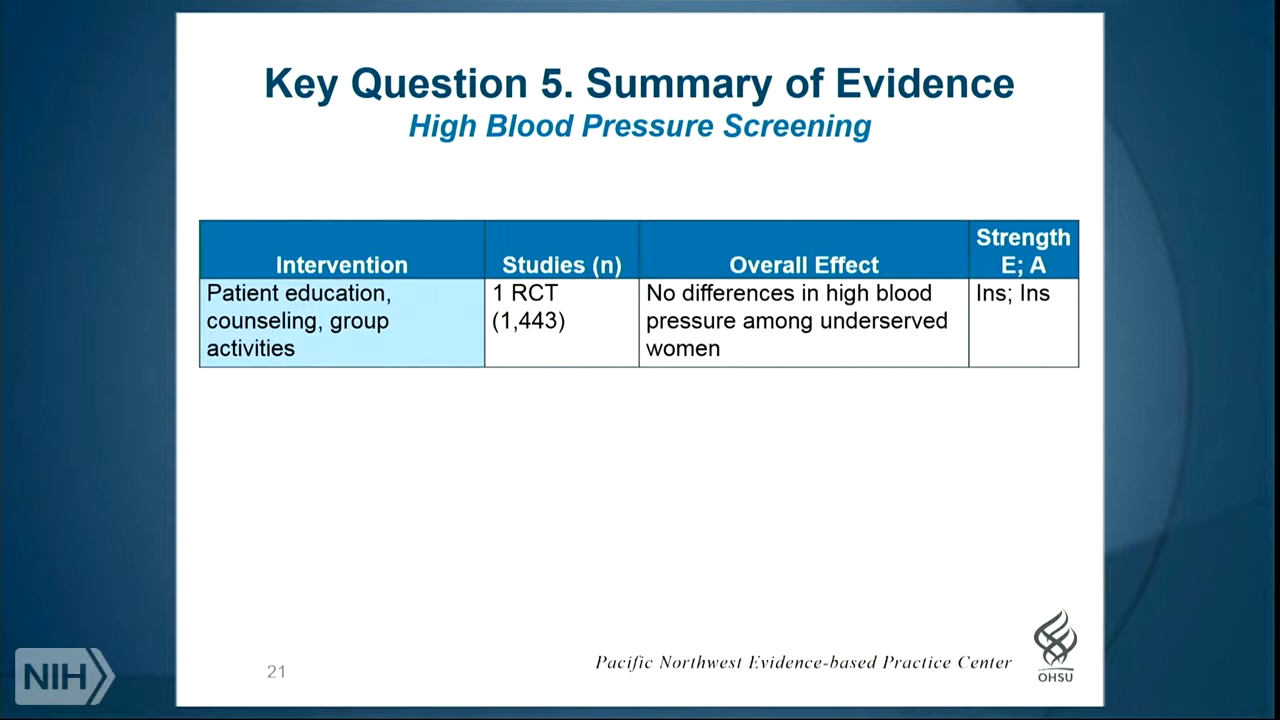 Key Question 5. Summary of Evidence
High Blood Pressure Screening
Intervention
Studies (n)
Overall Effect
Strength
E; A
Patient education,
counseling, group
activities
1 RCT
(1,443)
No differences in high blood
pressure among underserved
women
Ins; Ins
21
Pacific Northwest Evidence-based Practice Center
OHSU
NIH